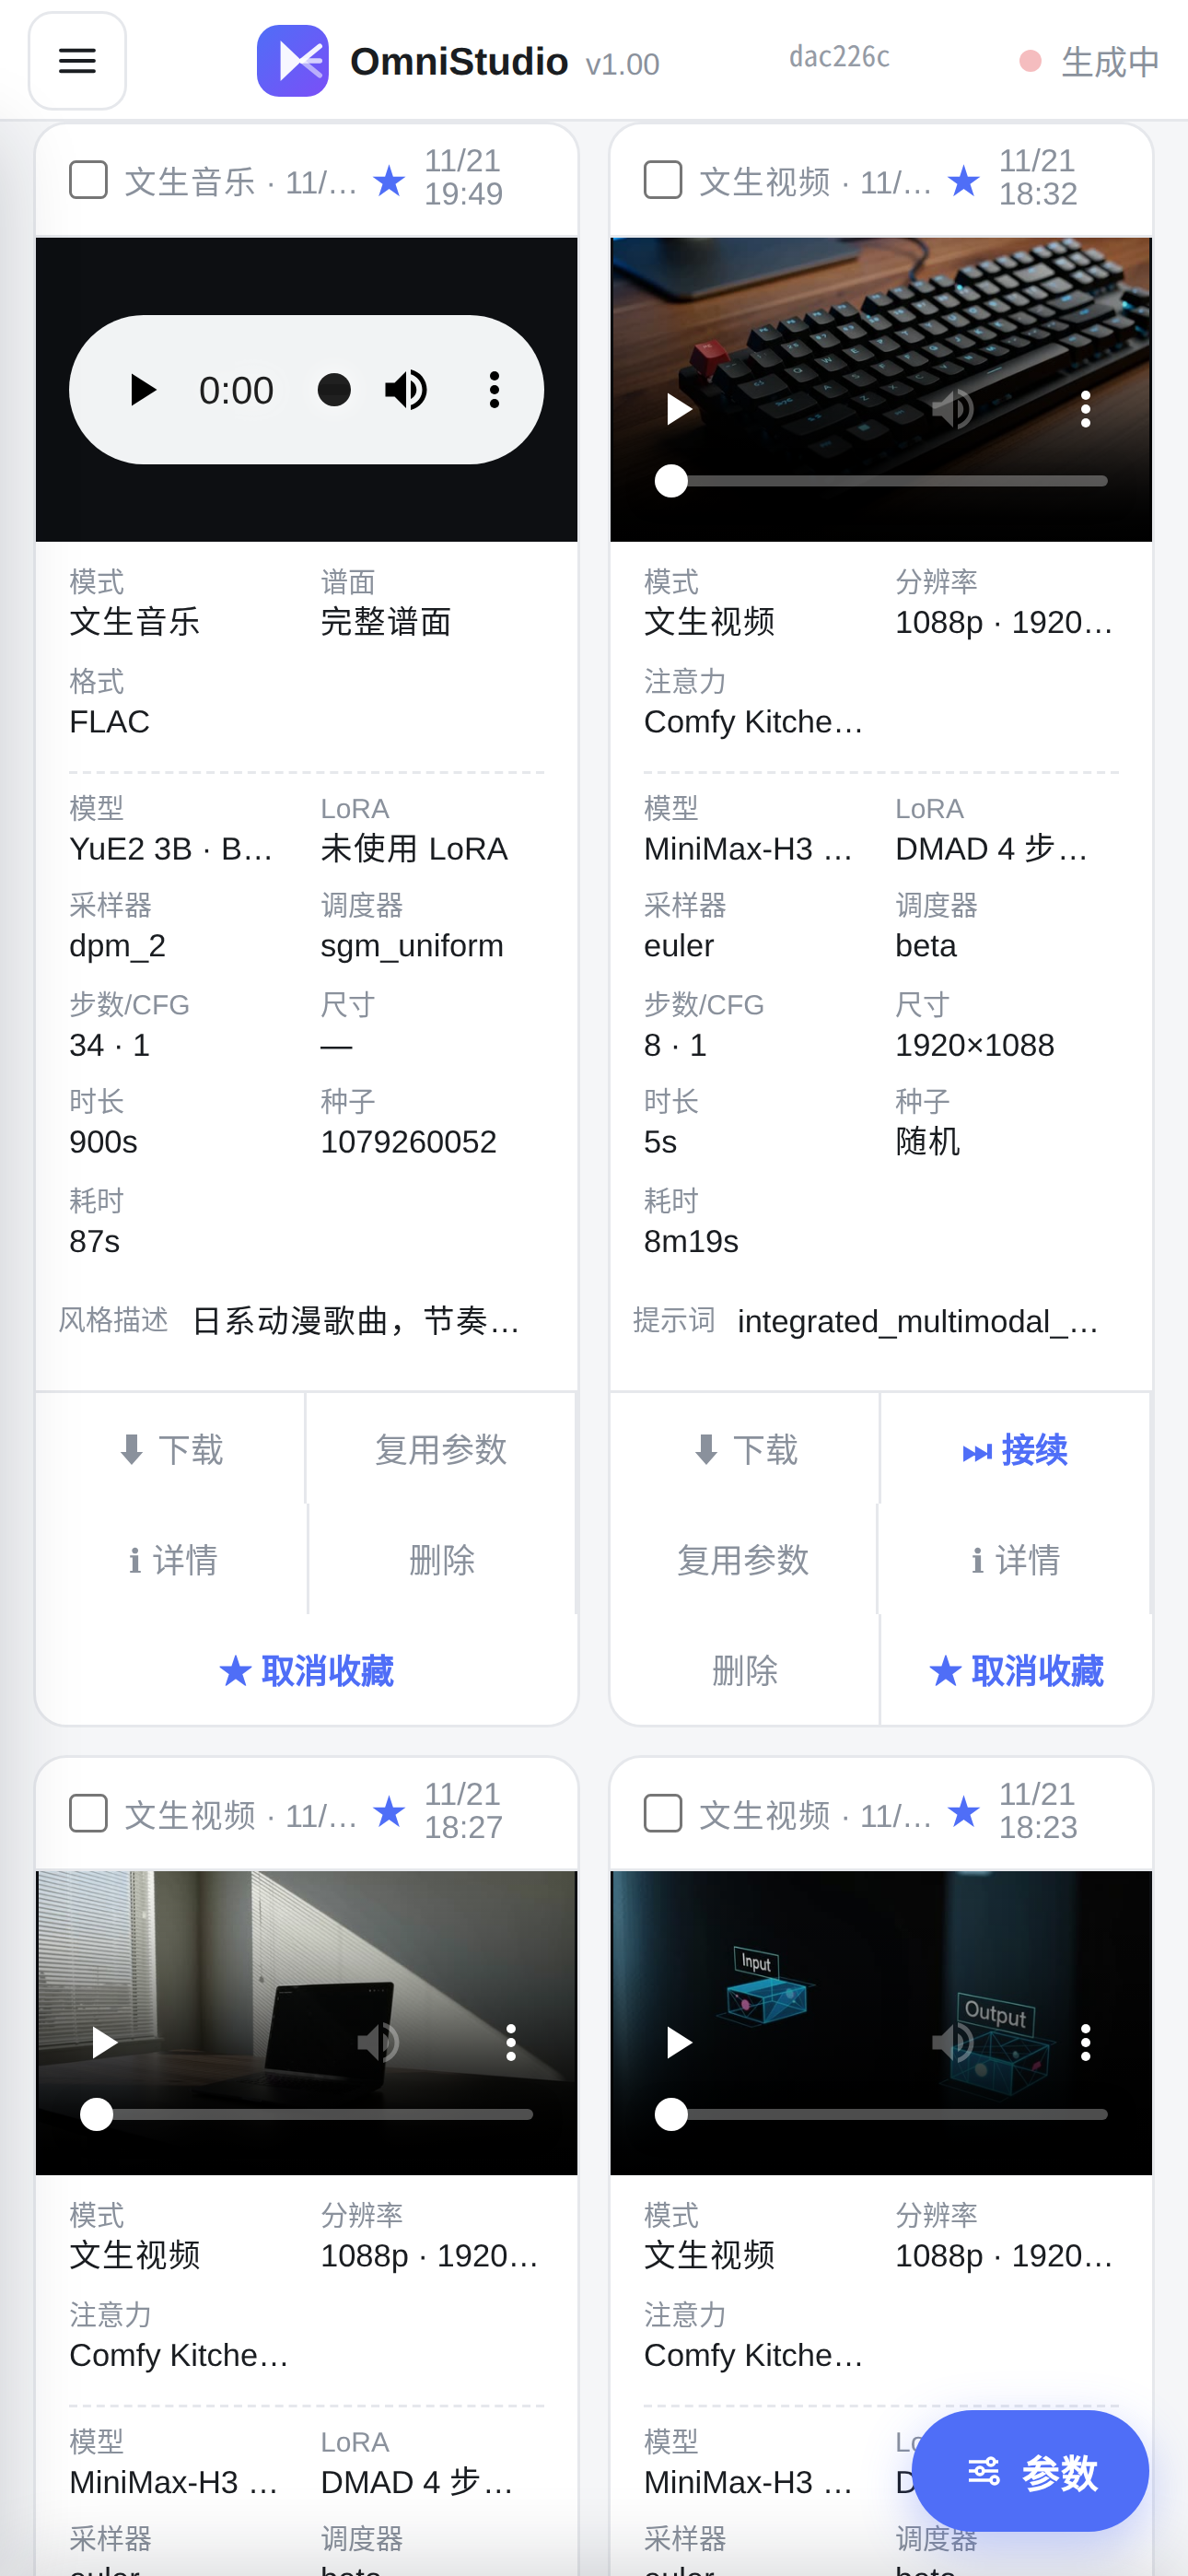 OmniStudio v1.00 dac226c 生成中
文生音乐 · 11/… ★ 11/21 19:49
0:00
模式 谱面
文生音乐 完整谱面
格式
FLAC
模型 LoRA
YuE2 3B · B… 未使用 LoRA
采样器 调度器
dpm_2 sgm_uniform
步数/CFG 尺寸
34 · 1 —
时长 种子
900s 1079260052
耗时
87s
风格描述 日系动漫歌曲，节奏…
下载 复用参数
详情 删除
★ 取消收藏
文生视频 · 11/… ★ 11/21 18:32
模式 分辨率
文生视频 1088p · 1920…
注意力
Comfy Kitche…
模型 LoRA
MiniMax-H3 … DMAD 4 步…
采样器 调度器
euler beta
步数/CFG 尺寸
8 · 1 1920×1088
时长 种子
5s 随机
耗时
8m19s
提示词 integrated_multimodal_…
下载 接续
复用参数 详情
删除 ★ 取消收藏
文生视频 · 11/… ★ 11/21 18:27
模式 分辨率
文生视频 1088p · 1920…
注意力
Comfy Kitche…
模型 LoRA
MiniMax-H3 … DMAD 4 步…
采样器 调度器
文生视频 · 11/… ★ 11/21 18:23
Input
Output
模式 分辨率
文生视频 1088p · 1920…
注意力
Comfy Kitche…
模型
MiniMax-H3 …
采样器 调度器
参数